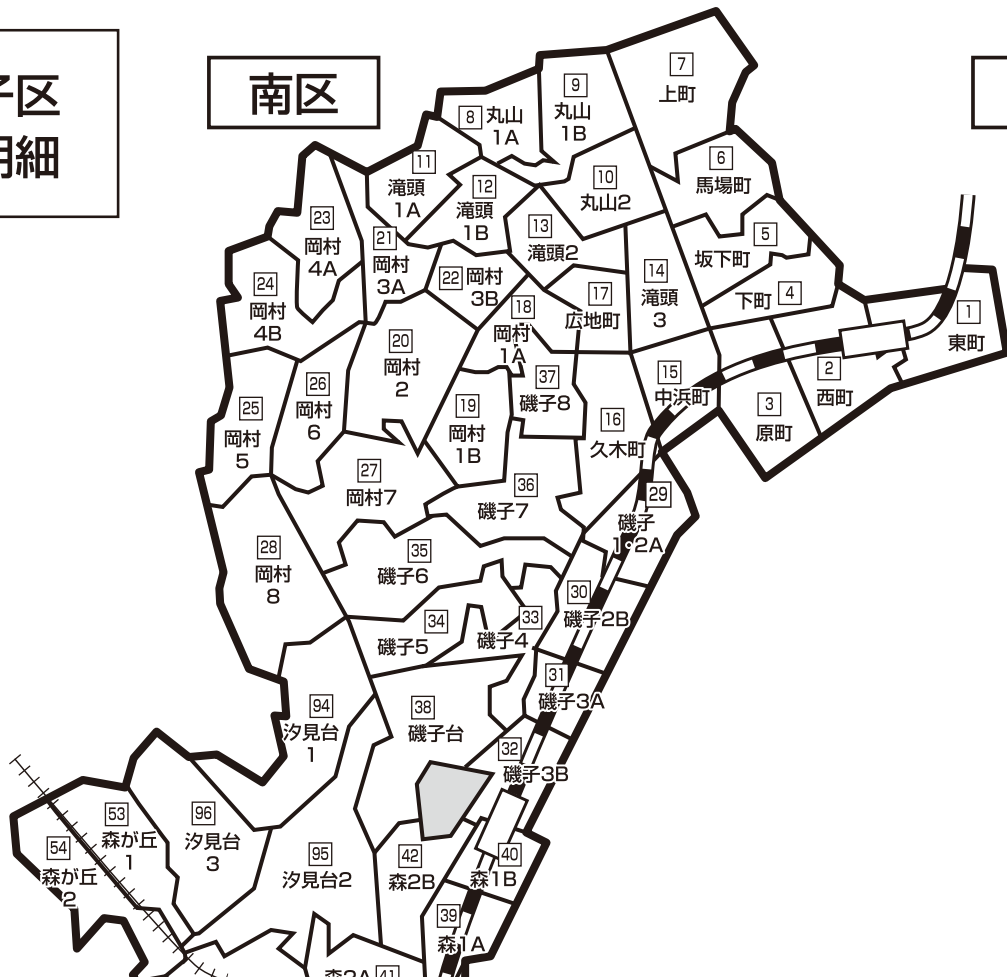 子区
明細
南区
7
上町
9
丸山
1B
8
丸山
1A
6
馬場町
11
滝頭
1A
12
滝頭
1B
10
丸山2
13
滝頭2
5
坂下町
4
下町
23
岡村
4A
21
岡村
3A
22
岡村
3B
14
滝頭
3
17
広地町
24
岡村
4B
18
岡村
1A
1
東町
20
岡村
2
2
西町
15
中浜町
37
磯子8
26
岡村
6
3
原町
25
岡村
5
19
岡村
1B
16
久木町
27
岡村7
36
磯子7
29
磯子
1・2A
28
岡村
8
35
磯子6
30
磯子2B
34
磯子5
33
磯子4
31
磯子3A
94
汐見台
1
38
磯子台
32
磯子3B
53
森が丘
1
96
汐見台
3
54
森が丘
2
95
汐見台2
42
森2B
40
森1B
39
森1A
森2A
41